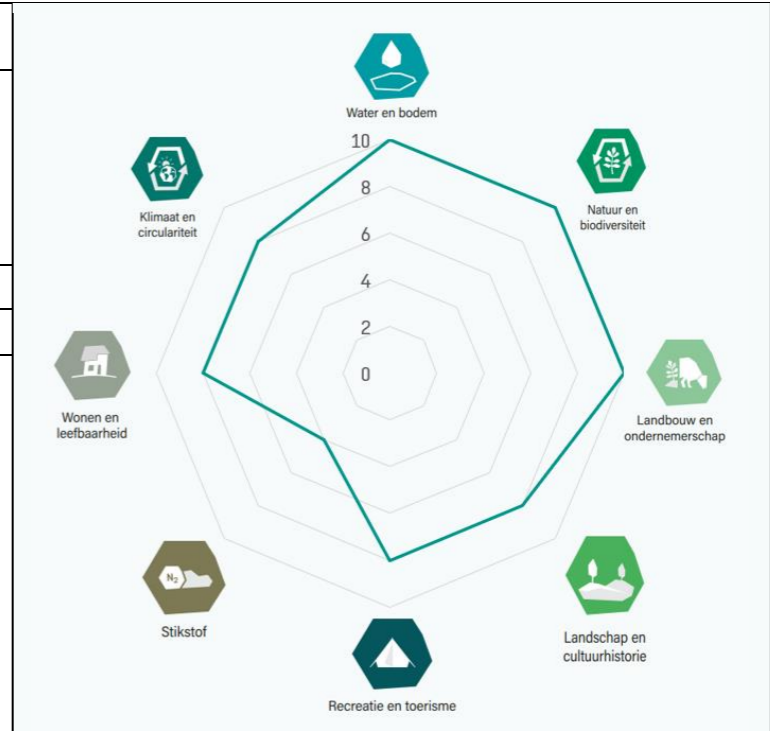 Water en bodem
10
8
6
4
2
0
Natuur en
biodiversiteit
Landbouw en
ondernemerschap
Landschap en
cultuurhistorie
Recreatie en toerisme
N₂
Stikstof
Wonen en
leefbaarheid
Klimaat en
circulariteit